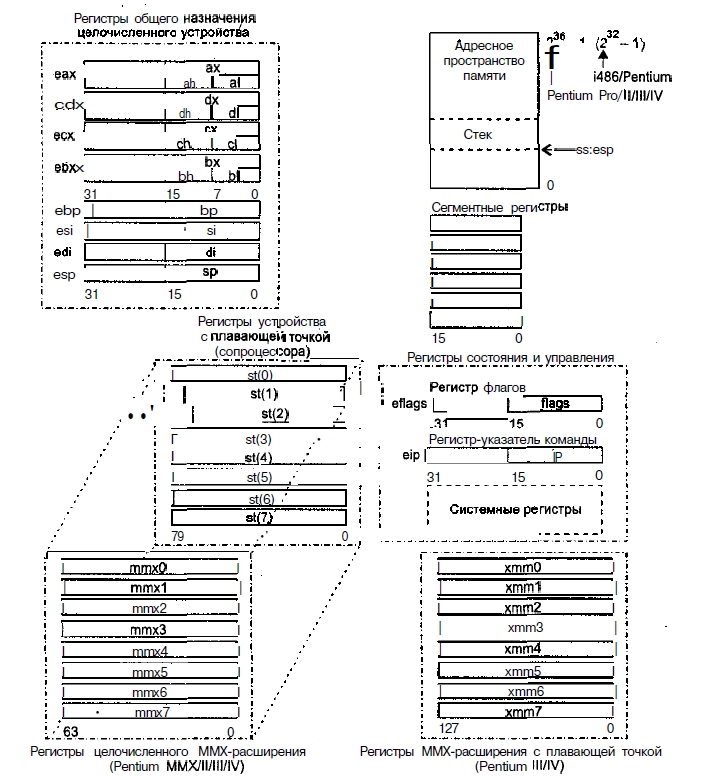 Регистры общего назначения
целочисленного устройства
eax
ax
ah
al
edx
dx
dh
dl
ecx
cx
ch
cl
ebx
bx
bh
bl
31 15 7 0
ebp
bp
esi
si
edi
di
esp
sp
31 15 0
Адресное
пространство
памяти
Стек
0
2^36 - 1 (2^32 – 1)
i486/Pentium
Pentium Pro/II/III/IV
ss:esp
Сегментные регистры
15 0
Регистры устройства
с плавающей точкой
(сопроцессора)
st(0)
st(1)
st(2)
st(3)
st(4)
st(5)
st(6)
st(7)
79 0
Регистры состояния и управления
Регистр флагов
eflags
flags
31 15 0
Регистр-указатель команды
eip
ip
31 15 0
Системные регистры
mmx0
mmx1
mmx2
mmx3
mmx4
mmx5
mmx6
mmx7
63 0
Регистры целочисленного MMX-расширения
(Pentium MMX/II/III/IV)
xmm0
xmm1
xmm2
xmm3
xmm4
xmm5
xmm6
xmm7
127 0
Регистры MMX-расширения с плавающей точкой
(Pentium III/IV)